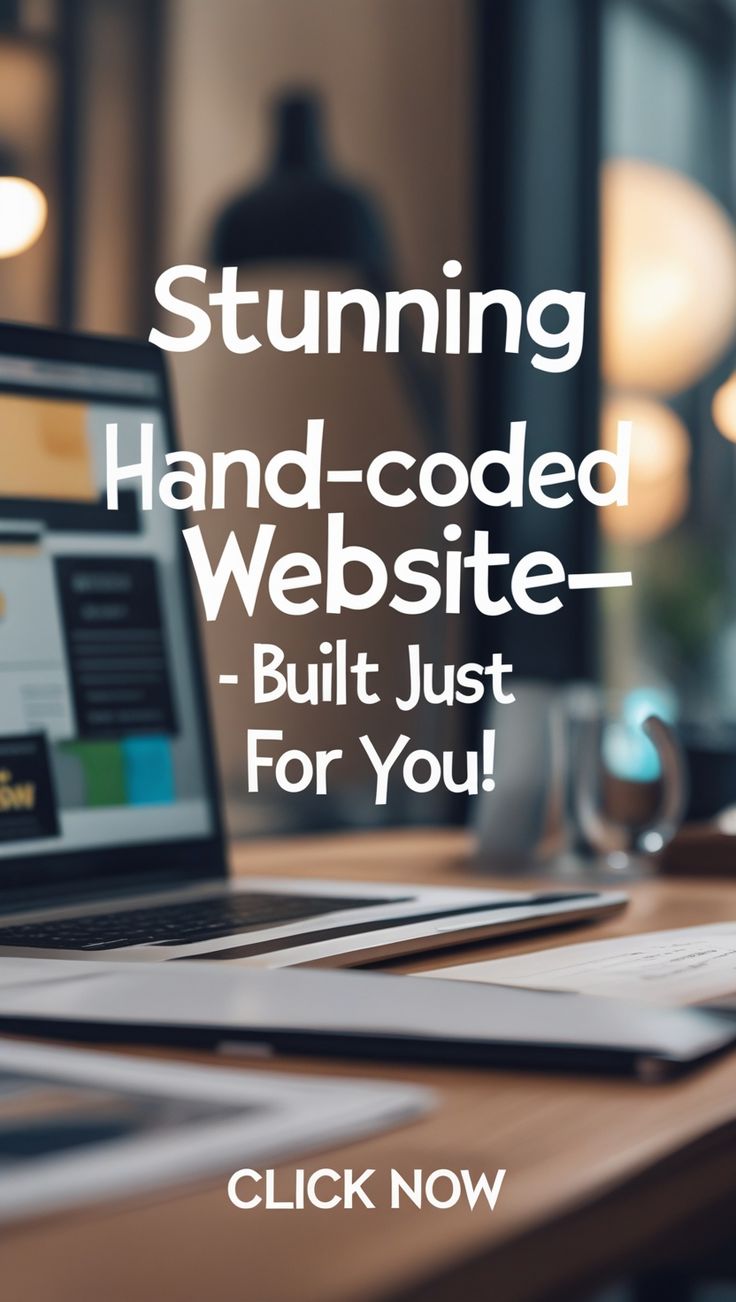 Stunning
Hand-coded
Website—
- Built Just
For You!
CLICK NOW